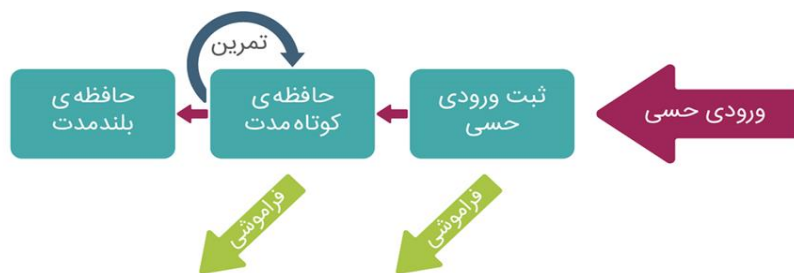 تمرین
ورودی حسی
ثبت ورودی
حسی
حافظه‌ی
کوتاه‌مدت
حافظه‌ی
بلندمدت
فراموشی
فراموشی